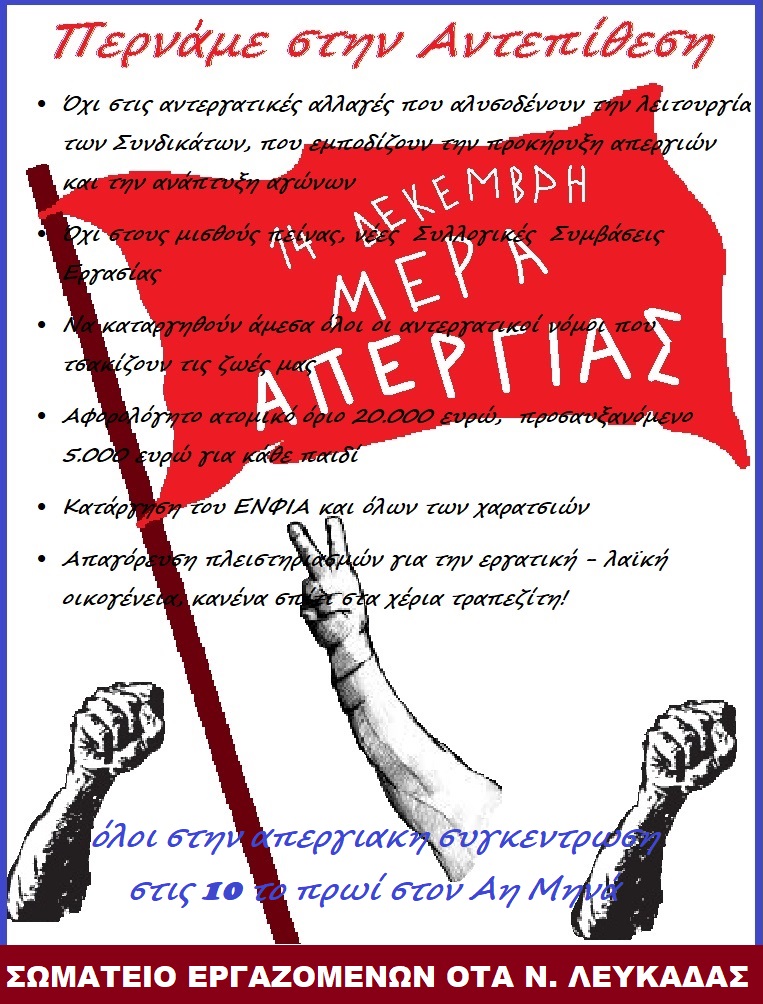 Περνάμε στην Αντεπίθεση
• Όχι στις αντεργατικές αλλαγές που αλυσοδένουν την λειτουργία
των Συνδικάτων, που εμποδίζουν την προκήρυξη απεργιών
και την ανάπτυξη αγώνων
14 ΔΕΚΕΜΒΡΗ
• Όχι στους μισθούς πείνας, νέες Συλλογικές Συμβάσεις
Εργασίας
ΜΕΡΑ
• Να καταργηθούν άμεσα όλοι οι αντεργατικοί νόμοι που
τσακίζουν τις ζωές μας
ΑΠΕΡΓΙΑΣ
• Αφορολόγητο ατομικό όριο 20.000 ευρώ, προσαυξανόμενο
5.000 ευρώ για κάθε παιδί
• Κατάργηση του ΕΝΦΙΑ και όλων των χαρατσιών
• Απαγόρευση πλειστηριασμών για την εργατική – λαϊκή
οικογένεια, κανένα σπίτι στα χέρια τραπεζίτη!
όλοι στην απεργιακη συγκεντρωση
στις 10 το πρωί στον Αη Μηνά
ΣΩΜΑΤΕΙΟ ΕΡΓΑΖΟΜΕΝΩΝ ΟΤΑ Ν. ΛΕΥΚΑΔΑΣ